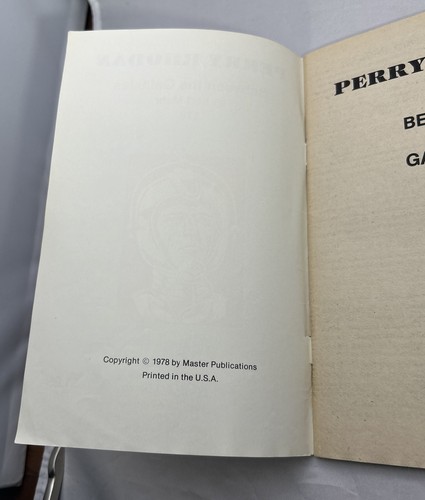 Copyright © 1978 by Master Publications
Printed in the U.S.A.
PERRY
BE
GA